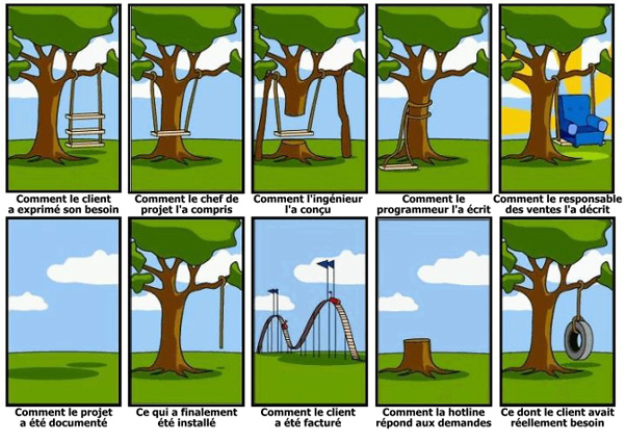 Comment le client
a exprimé son besoin
Comment le chef de
projet l'a compris
Comment l'ingénieur
l'a conçu
Comment le
programmeur l'a écrit
Comment le responsable
des ventes l'a décrit
Comment le projet
a été documenté
Ce qui a finalement
été installé
Comment le client
a été facturé
Comment la hotline
répond aux demandes
Ce dont le client avait
réellement besoin